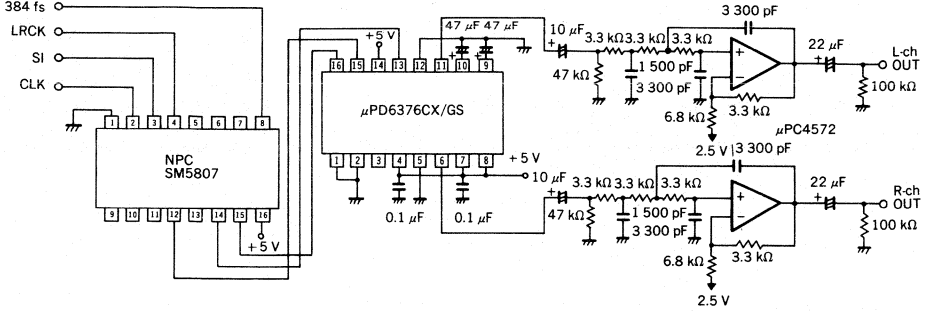 384 fs
LRCK
SI
CLK
1 2 3 4 5 6 7 8
NPC
SM5807
9 10 11 12 13 14 15 16
+5 V
+5 V
16 15 14 13 12 11 10 9
μPD6376CX/GS
1 2 3 4 5 6 7 8
0.1 μF
0.1 μF
+ 5 V
47 μF
47 μF
+
+
10 μF
+
47 kΩ
3.3 kΩ
3.3 kΩ
3.3 kΩ
1 500 pF
3 300 pF
3 300 pF
+
−
6.8 kΩ
3.3 kΩ
2.5 V
22 μF
+
L-ch
OUT
100 kΩ
μPC4572
10 μF
+
47 kΩ
3.3 kΩ
3.3 kΩ
3.3 kΩ
1 500 pF
3 300 pF
3 300 pF
+
−
6.8 kΩ
3.3 kΩ
2.5 V
22 μF
+
R-ch
OUT
100 kΩ